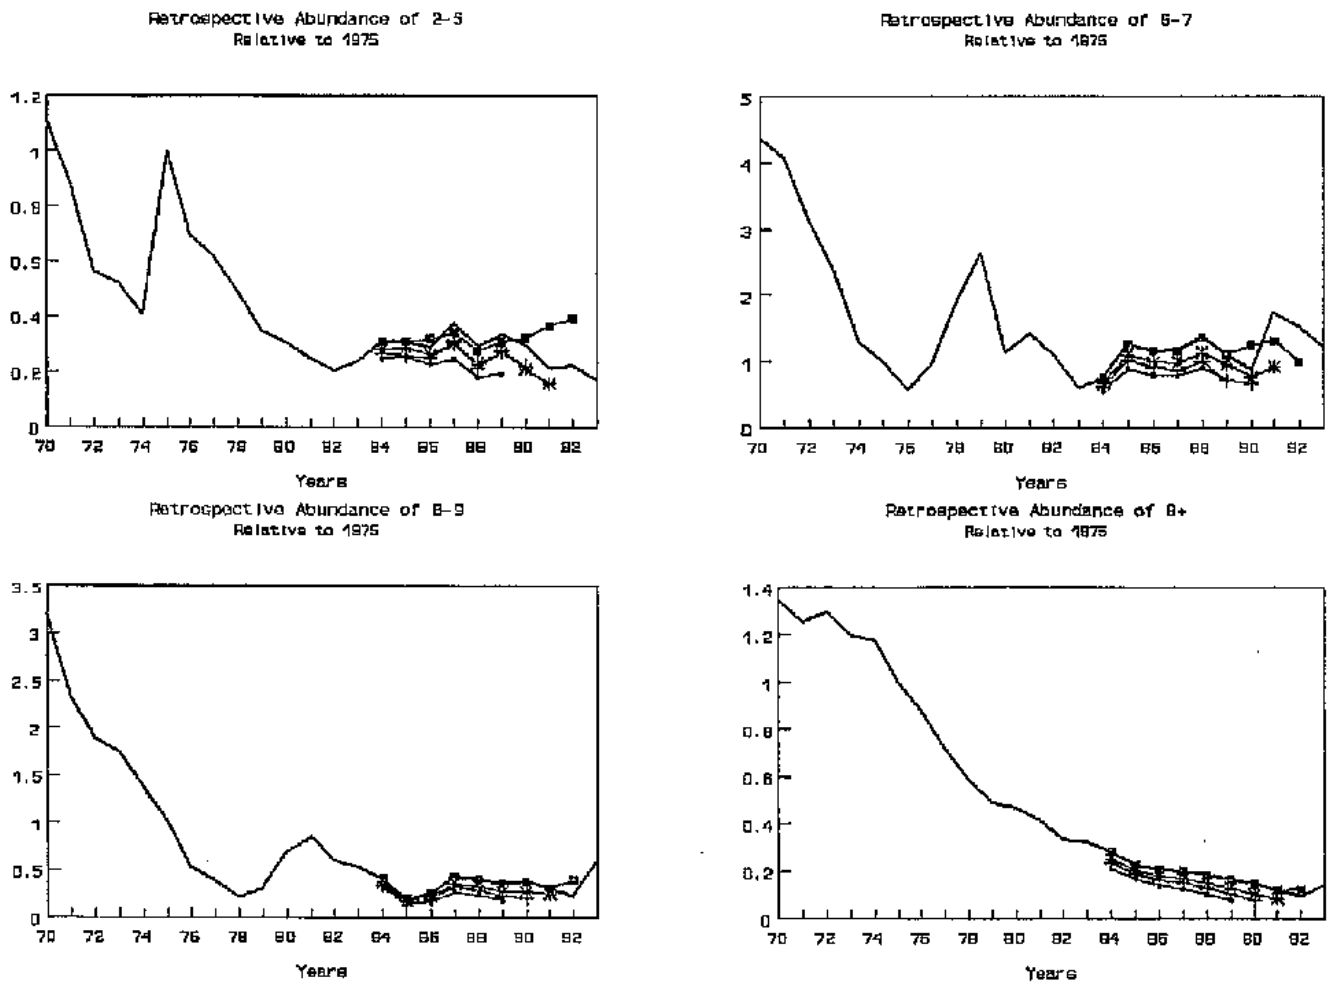 Retrospective Abundance of 2-5
Relative to 1975
1.2
1
0.8
0.6
0.4
0.2
0
70 72 74 76 78 80 82 84 86 88 90 92
Years
Retrospective Abundance of 6-7
Relative to 1975
5
4
3
2
1
0
70 72 74 76 78 80 82 84 86 88 90 92
Years
Retrospective Abundance of 8-9
Relative to 1975
3.5
3
2.5
2
1.5
1
0.5
0
70 72 74 76 78 80 82 84 86 88 90 92
Years
Retrospective Abundance of 9+
Relative to 1975
1.4
1.2
1
0.8
0.6
0.4
0.2
0
70 72 74 76 78 80 82 84 86 88 90 92
Years